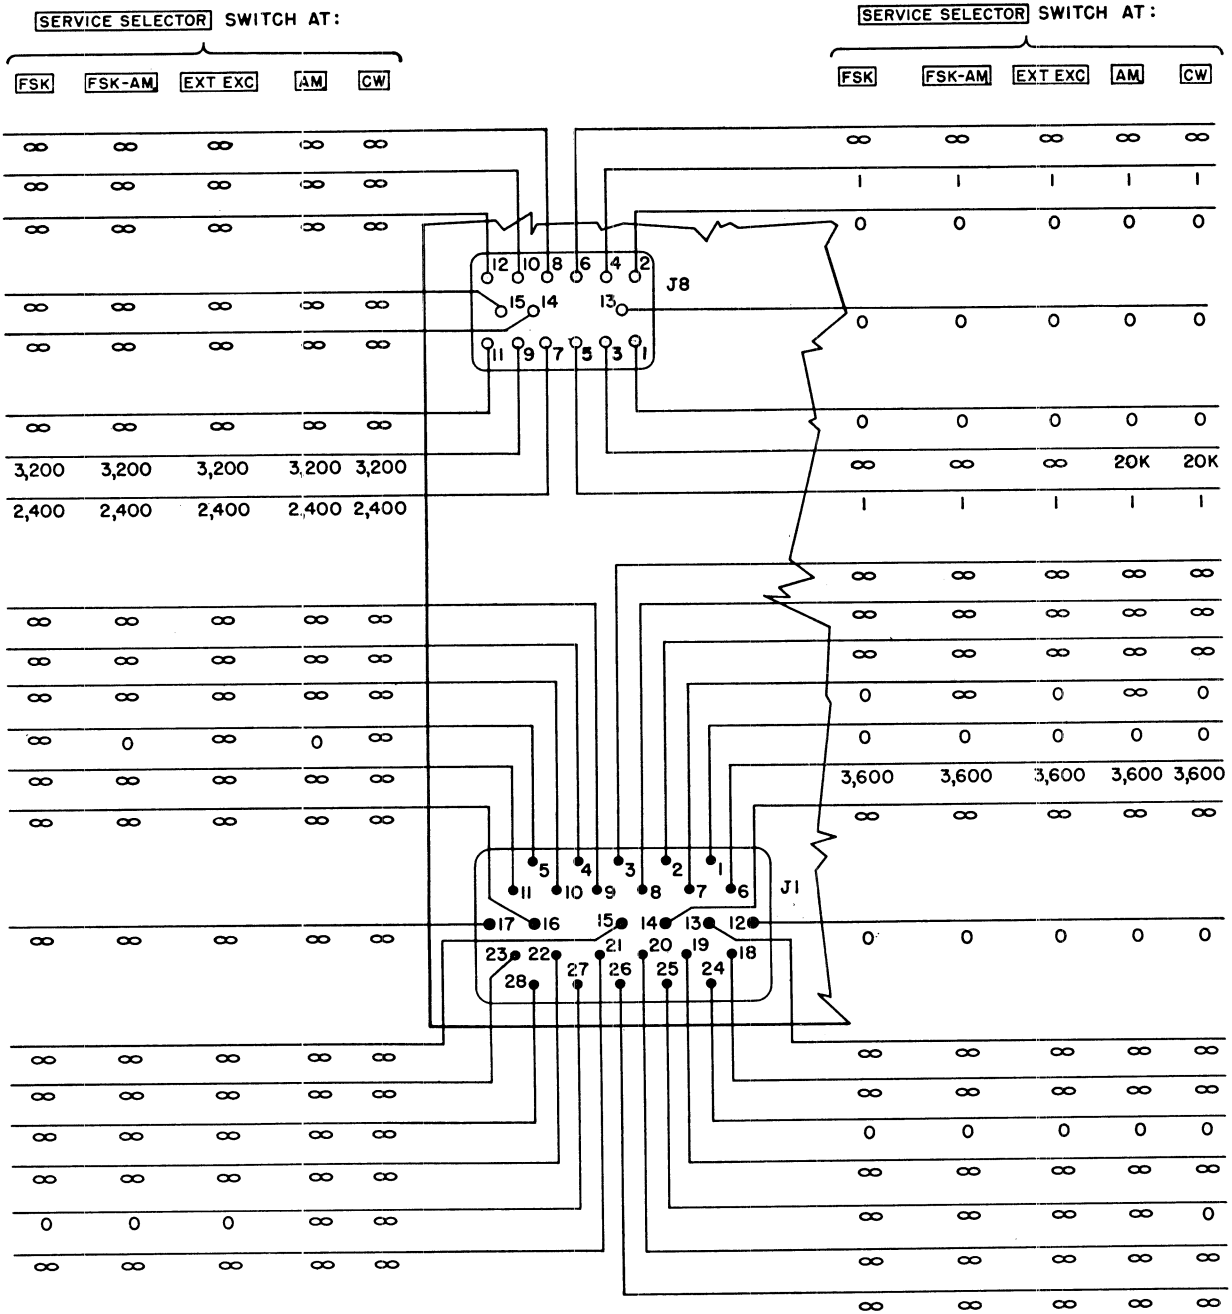 SERVICE SELECTOR SWITCH AT:
FSK FSK-AM EXT EXC AM CW
∞ ∞ ∞ ∞ ∞
∞ ∞ ∞ ∞ ∞
∞ ∞ ∞ ∞ ∞
∞ ∞ ∞ ∞ ∞
∞ ∞ ∞ ∞ ∞
∞ ∞ ∞ ∞ ∞
3,200 3,200 3,200 3,200 3,200
2,400 2,400 2,400 2,400 2,400
SERVICE SELECTOR SWITCH AT:
FSK FSK-AM EXT EXC AM CW
∞ ∞ ∞ ∞ ∞
1 1 1 1 1
0 0 0 0 0
0 0 0 0 0
0 0 0 0 0
∞ ∞ ∞ 20K 20K
1 1 1 1 1
12 10 8 6 4 2
J8
15 14 13
11 9 7 5 3 1
∞ ∞ ∞ ∞ ∞
∞ ∞ ∞ ∞ ∞
∞ ∞ ∞ ∞ ∞
∞ 0 ∞ 0 ∞
∞ ∞ ∞ ∞ ∞
∞ ∞ ∞ ∞ ∞
∞ ∞ ∞ ∞ ∞
∞ ∞ ∞ ∞ ∞
∞ ∞ ∞ ∞ ∞
∞ ∞ ∞ ∞ ∞
0 ∞ 0 ∞ 0
0 0 0 0 0
3,600 3,600 3,600 3,600 3,600
∞ ∞ ∞ ∞ ∞
0 0 0 0 0
5 4 3 2 1
11 10 9 8 7 6
J1
17 16 15 14 13 12
23 22 21 20 19 18
28 27 26 25 24
∞ ∞ ∞ ∞ ∞
∞ ∞ ∞ ∞ ∞
∞ ∞ ∞ ∞ ∞
∞ ∞ ∞ ∞ ∞
0 0 0 ∞ ∞
∞ ∞ ∞ ∞ ∞
∞ ∞ ∞ ∞ ∞
∞ ∞ ∞ ∞ ∞
0 0 0 0 0
∞ ∞ ∞ ∞ ∞
∞ ∞ ∞ ∞ 0
∞ ∞ ∞ ∞ ∞
∞ ∞ ∞ ∞ ∞